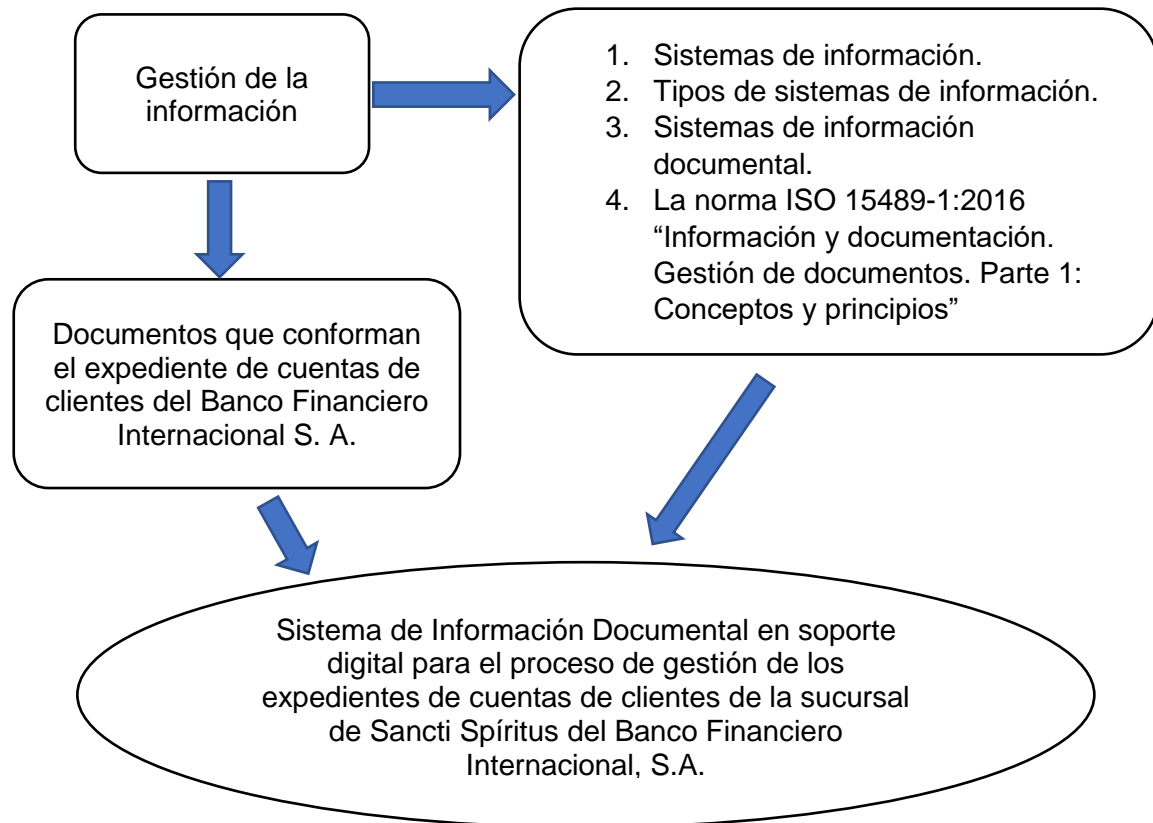 Gestión de la
información
1. Sistemas de información.
2. Tipos de sistemas de información.
3. Sistemas de información
documental.
4. La norma ISO 15489-1:2016
“Información y documentación.
Gestión de documentos. Parte 1:
Conceptos y principios”
Documentos que conforman
el expediente de cuentas de
clientes del Banco Financiero
Internacional S. A.
Sistema de Información Documental en soporte
digital para el proceso de gestión de los
expedientes de cuentas de clientes de la sucursal
de Sancti Spíritus del Banco Financiero
Internacional, S.A.